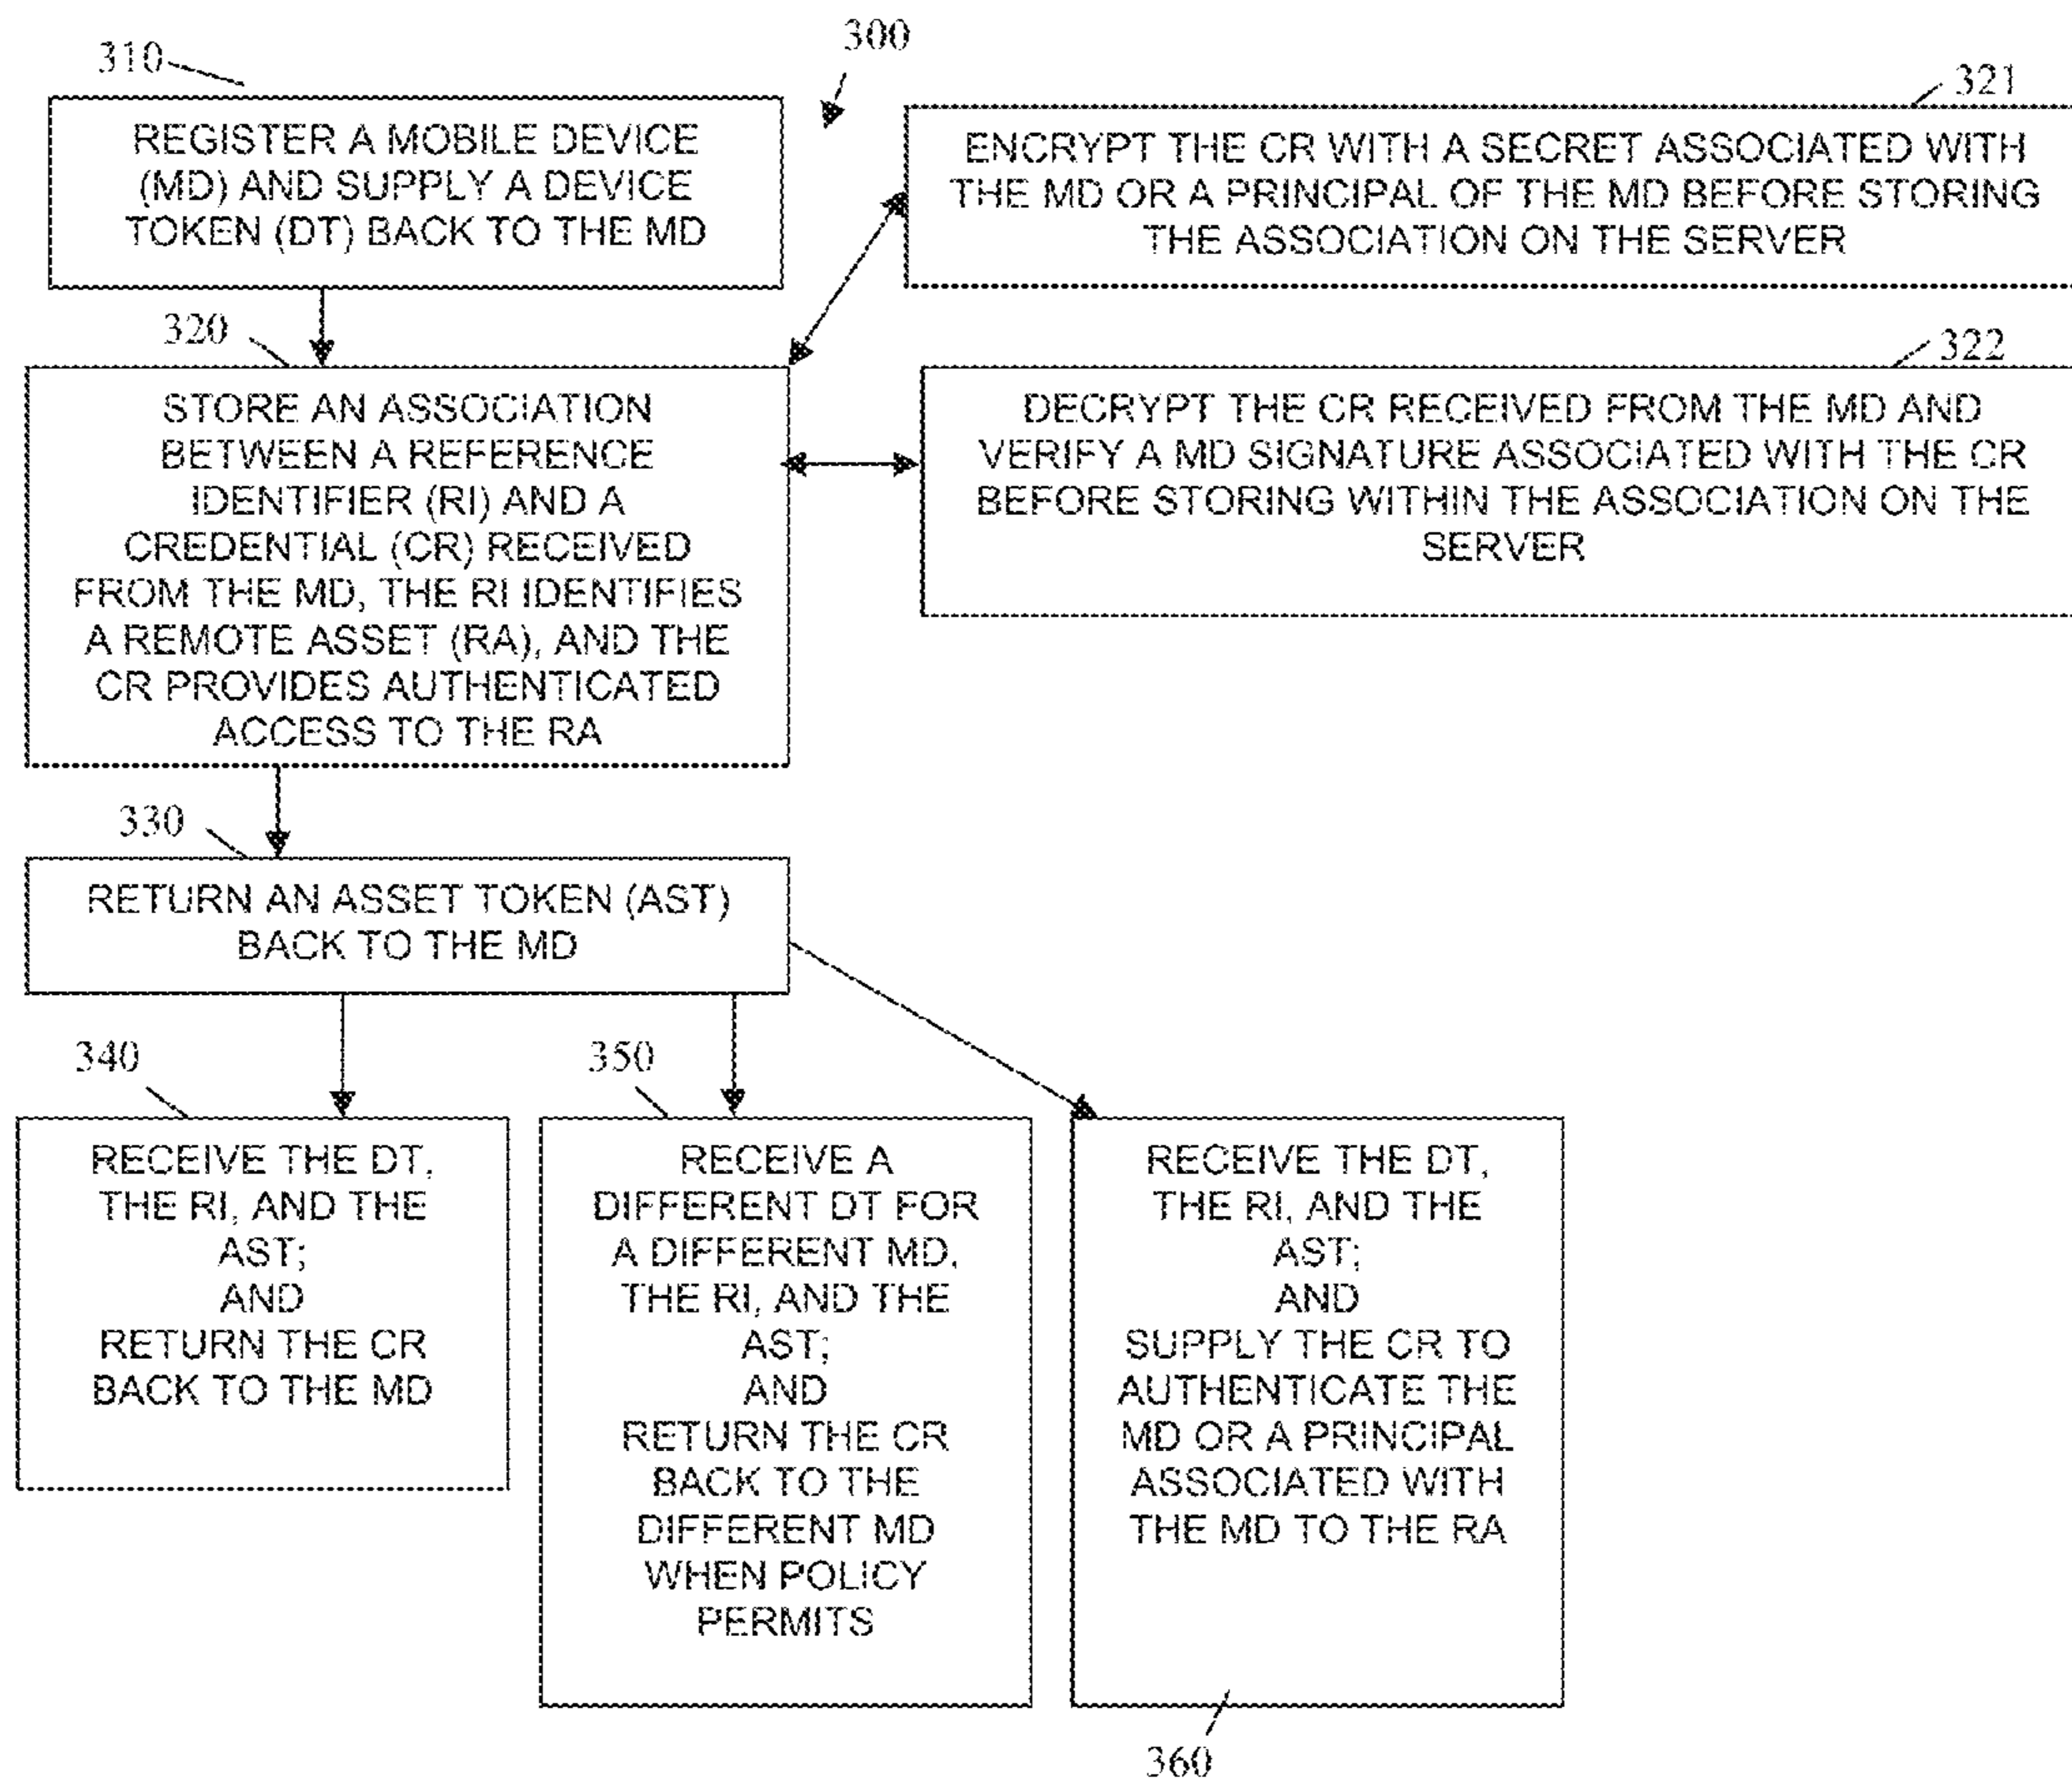 300
310
REGISTER A MOBILE DEVICE
(MD) AND SUPPLY A DEVICE
TOKEN (DT) BACK TO THE MD
321
ENCRYPT THE CR WITH A SECRET ASSOCIATED WITH
THE MD OR A PRINCIPAL OF THE MD BEFORE STORING
THE ASSOCIATION ON THE SERVER
320
STORE AN ASSOCIATION
BETWEEN A REFERENCE
IDENTIFIER (RI) AND A
CREDENTIAL (CR) RECEIVED
FROM THE MD, THE RI IDENTIFIES
A REMOTE ASSET (RA), AND THE
CR PROVIDES AUTHENTICATED
ACCESS TO THE RA
322
DECRYPT THE CR RECEIVED FROM THE MD AND
VERIFY A MD SIGNATURE ASSOCIATED WITH THE CR
BEFORE STORING WITHIN THE ASSOCIATION ON THE
SERVER
330
RETURN AN ASSET TOKEN (AST)
BACK TO THE MD
340
RECEIVE THE DT,
THE RI, AND THE
AST;
AND
RETURN THE CR
BACK TO THE MD
350
RECEIVE A
DIFFERENT DT FOR
A DIFFERENT MD,
THE RI, AND THE
AST;
AND
RETURN THE CR
BACK TO THE
DIFFERENT MD
WHEN POLICY
PERMITS
RECEIVE THE DT,
THE RI, AND THE
AST;
AND
SUPPLY THE CR TO
AUTHENTICATE THE
MD OR A PRINCIPAL
ASSOCIATED WITH
THE MD TO THE RA
360